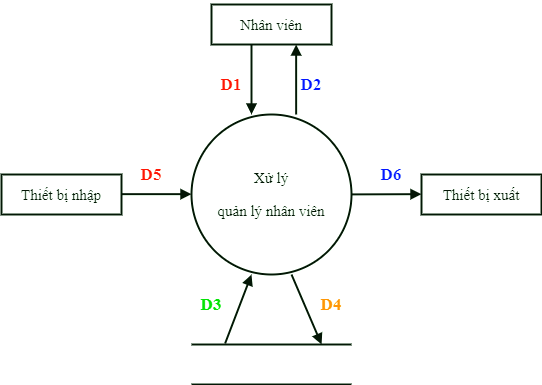 Nhân viên
D1
D2
Xử lý
D5
D6
Thiết bị nhập
quản lý nhân viên
Thiết bị xuất
D3
D4